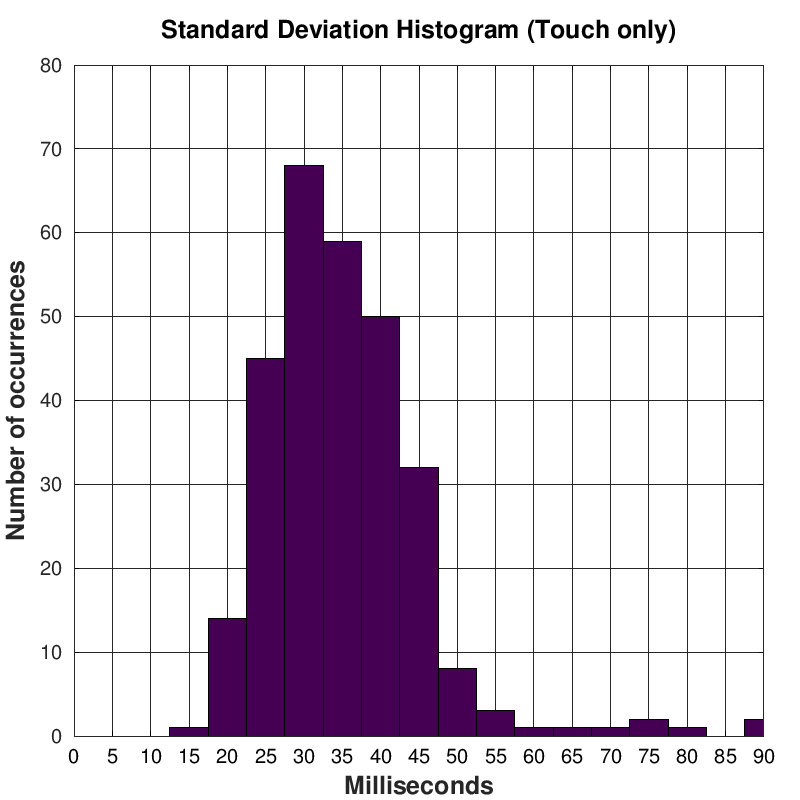 Standard Deviation Histogram (Touch only)
80
70
60
50
40
30
20
10
0
Number of occurrences
0 5 10 15 20 25 30 35 40 45 50 55 60 65 70 75 80 85 90
Milliseconds